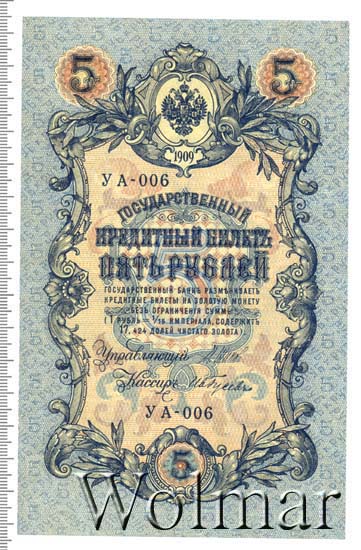 5 5
1909
УА-006
ГОСУДАРСТВЕННЫЙ
КРЕДИТНЫЙ БИЛЕТЪ
ПЯТЬ РУБЛЕЙ
ГОСУДАРСТВЕННЫЙ БАНКЪ РАЗМѢНИВАЕТЪ
КРЕДИТНЫЕ БИЛЕТЫ НА ЗОЛОТУЮ МОНЕТУ
БЕЗЪ ОГРАНИЧЕНІЯ СУММЫ
(1 РУБЛЬ = 1/15 ИМПЕРІАЛА, СОДЕРЖИТЪ
17,424 ДОЛЕЙ ЧИСТАГО ЗОЛОТА)
Управляющій
Кассиръ
УА-006
5
Wolmar